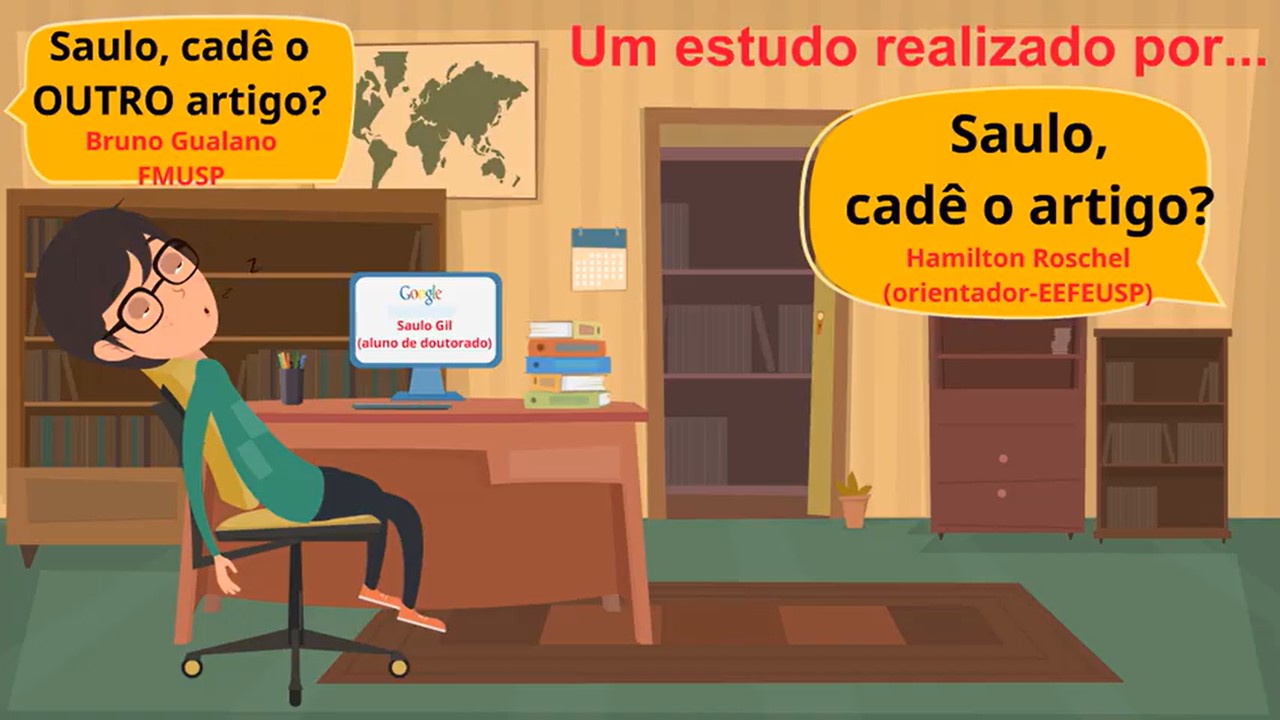 Saulo, cadê o
OUTRO artigo?
Bruno Gualano
FMUSP
Um estudo realizado por...
Saulo,
cadê o artigo?
Hamilton Roschel
(orientador-EEFEUSP)
z
z
Google
Saulo Gil
(aluno de doutorado)